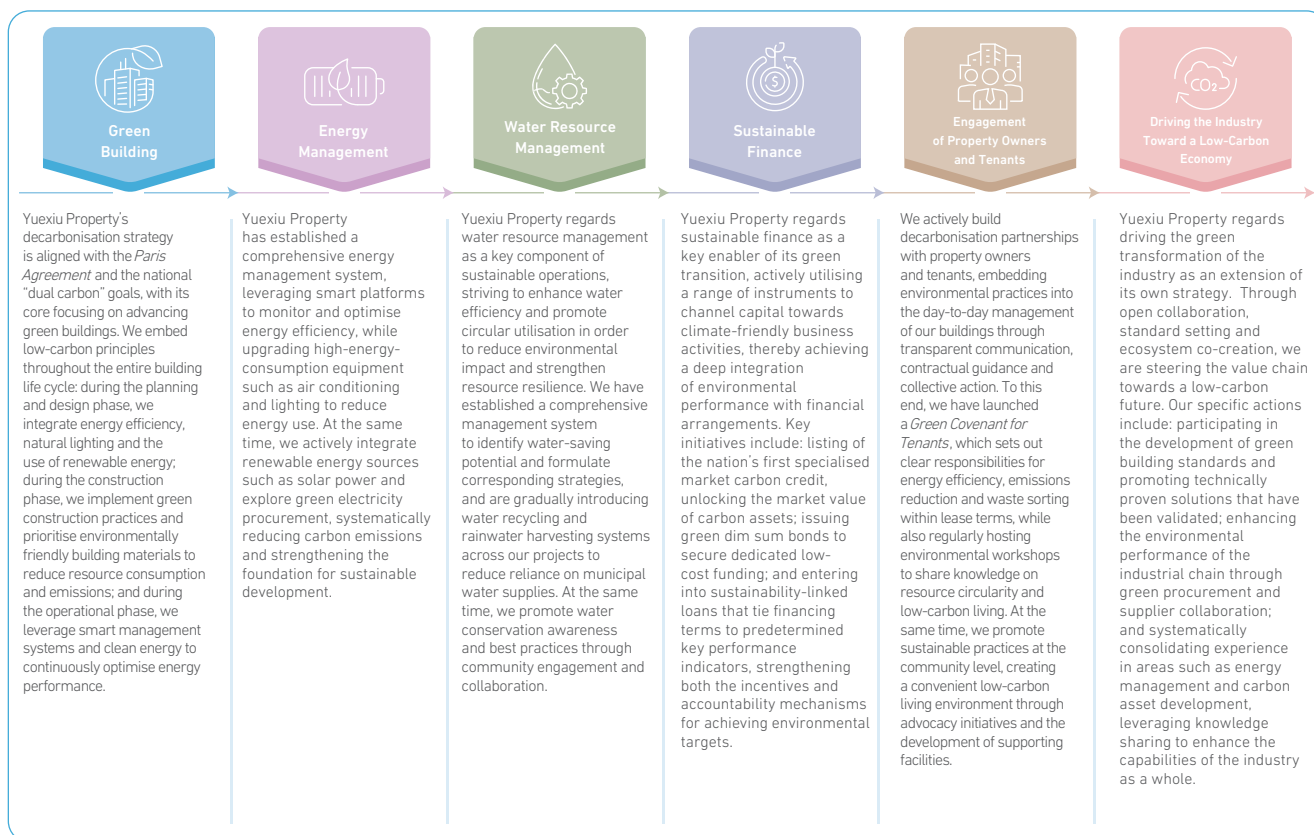 Green
Building
Energy
Management
Water Resource
Management
Sustainable
Finance
Engagement
of Property Owners
and Tenants
CO₂
Driving the Industry
Toward a Low-Carbon
Economy
$
Yuexiu Property's
decarbonisation strategy
is aligned with the Paris
Agreement and the national
“dual carbon” goals, with its
core focusing on advancing
green buildings. We embed
low-carbon principles
throughout the entire building
life cycle: during the planning
and design phase, we
integrate energy efficiency,
natural lighting and the
use of renewable energy;
during the construction
phase, we implement green
construction practices and
prioritise environmentally
friendly building materials to
reduce resource consumption
and emissions; and during
the operational phase, we
leverage smart management
systems and clean energy to
continuously optimise energy
performance.
Yuexiu Property
has established a
comprehensive energy
management system,
leveraging smart platforms
to monitor and optimise
energy efficiency, while
upgrading high-energy-
consumption equipment
such as air conditioning
and lighting to reduce
energy use. At the same
time, we actively integrate
renewable energy sources
such as solar power and
explore green electricity
procurement, systematically
reducing carbon emissions
and strengthening the
foundation for sustainable
development.
Yuexiu Property regards
water resource management
as a key component of
sustainable operations,
striving to enhance water
efficiency and promote
circular utilisation in order
to reduce environmental
impact and strengthen
resource resilience. We have
established a comprehensive
management system
to identify water-saving
potential and formulate
corresponding strategies,
and are gradually introducing
water recycling and
rainwater harvesting systems
across our projects to
reduce reliance on municipal
water supplies. At the same
time, we promote water
conservation awareness
and best practices through
community engagement and
collaboration.
Yuexiu Property regards
sustainable finance as a
key enabler of its green
transition, actively utilising
a range of instruments to
channel capital towards
climate-friendly business
activities, thereby achieving
a deep integration
of environmental
performance with financial
arrangements. Key
initiatives include: listing of
the nation's first specialised
market carbon credit,
unlocking the market value
of carbon assets; issuing
green dim sum bonds to
secure dedicated low-
cost funding; and entering
into sustainability-linked
loans that tie financing
terms to predetermined
key performance
indicators, strengthening
both the incentives and
accountability mechanisms
for achieving environmental
targets.
We actively build
decarbonisation partnerships
with property owners
and tenants, embedding
environmental practices into
the day-to-day management
of our buildings through
transparent communication,
contractual guidance and
collective action. To this
end, we have launched
a Green Covenant for
Tenants, which sets out
clear responsibilities for
energy efficiency, emissions
reduction and waste sorting
within lease terms, while
also regularly hosting
environmental workshops
to share knowledge on
resource circularity and
low-carbon living. At the
same time, we promote
sustainable practices at the
community level, creating
a convenient low-carbon
living environment through
advocacy initiatives and the
development of supporting
facilities.
Yuexiu Property regards
driving the green
transformation of the
industry as an extension of
its own strategy. Through
open collaboration,
standard setting and
ecosystem co-creation, we
are steering the value chain
towards a low-carbon
future. Our specific actions
include: participating in
the development of green
building standards and
promoting technically
proven solutions that have
been validated; enhancing
the environmental
performance of the
industrial chain through
green procurement and
supplier collaboration;
and systematically
consolidating experience
in areas such as energy
management and carbon
asset development,
leveraging knowledge
sharing to enhance the
capabilities of the industry
as a whole.